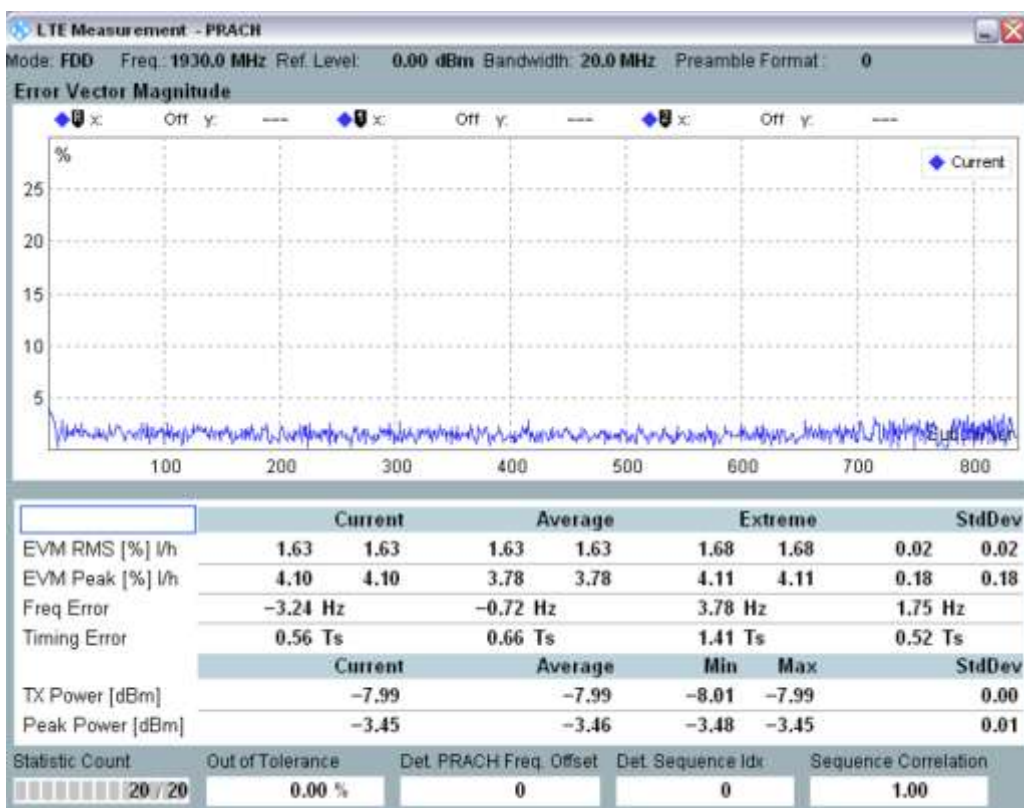 LTE Measurement - PRACH
Mode: FDD Freq.: 1930.0 MHz Ref. Level: 0.00 dBm Bandwidth: 20.0 MHz Preamble Format: 0
Error Vector Magnitude
x: Off y: --- x: Off y: --- x: Off y: ---
%
Current
25
20
15
10
5
100 200 300 400 500 600 700 800
Current Average Extreme StdDev
EVM RMS [%] l/h 1.63 1.63 1.63 1.63 1.68 1.68 0.02 0.02
EVM Peak [%] l/h 4.10 4.10 3.78 3.78 4.11 4.11 0.18 0.18
Freq Error −3.24 Hz −0.72 Hz 3.78 Hz 1.75 Hz
Timing Error 0.56 Ts 0.66 Ts 1.41 Ts 0.52 Ts
Current Average Min Max StdDev
TX Power [dBm] −7.99 −7.99 −8.01 −7.99 0.00
Peak Power [dBm] −3.45 −3.46 −3.48 −3.45 0.01
Statistic Count Out of Tolerance Det. PRACH Freq. Offset Det. Sequence Idx Sequence Correlation
20 / 20 0.00 % 0 0 1.00